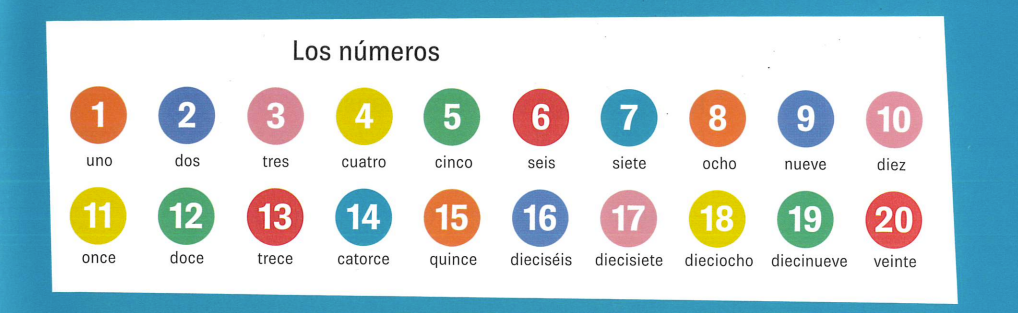 Los números
1 2 3 4 5 6 7 8 9 10
uno dos tres cuatro cinco seis siete ocho nueve diez
11 12 13 14 15 16 17 18 19 20
once doce trece catorce quince dieciséis diecisiete dieciocho diecinueve veinte